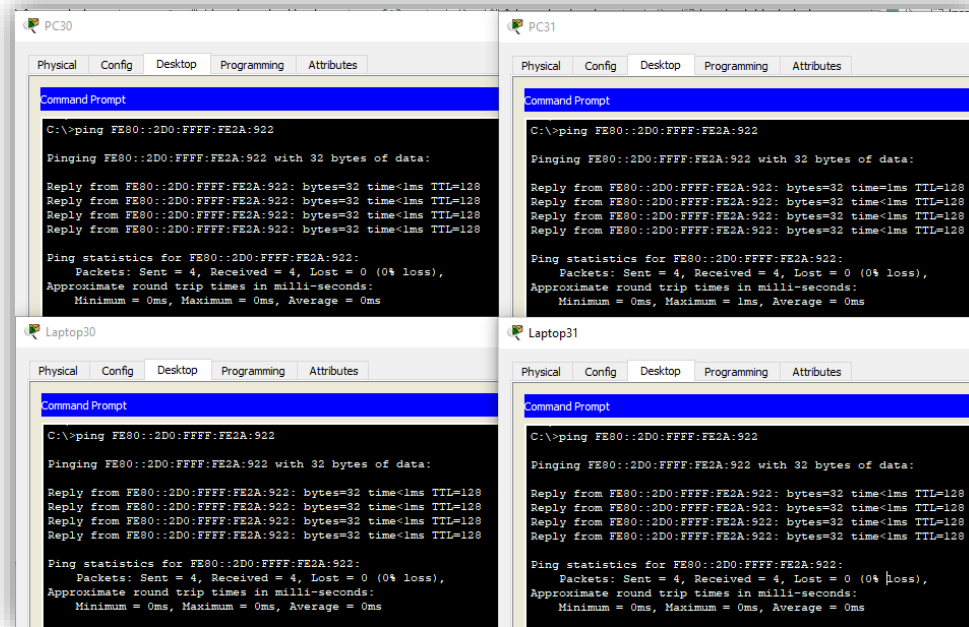 PC30
Physical Config Desktop Programming Attributes
Command Prompt
C:\>ping FE80::2D0:FFFF:FE2A:922
Pinging FE80::2D0:FFFF:FE2A:922 with 32 bytes of data:
Reply from FE80::2D0:FFFF:FE2A:922: bytes=32 time<1ms TTL=128
Reply from FE80::2D0:FFFF:FE2A:922: bytes=32 time<1ms TTL=128
Reply from FE80::2D0:FFFF:FE2A:922: bytes=32 time<1ms TTL=128
Reply from FE80::2D0:FFFF:FE2A:922: bytes=32 time<1ms TTL=128
Ping statistics for FE80::2D0:FFFF:FE2A:922:
Packets: Sent = 4, Received = 4, Lost = 0 (0% loss),
Approximate round trip times in milli-seconds:
Minimum = 0ms, Maximum = 0ms, Average = 0ms
PC31
Physical Config Desktop Programming Attributes
Command Prompt
C:\>ping FE80::2D0:FFFF:FE2A:922
Pinging FE80::2D0:FFFF:FE2A:922 with 32 bytes of data:
Reply from FE80::2D0:FFFF:FE2A:922: bytes=32 time=1ms TTL=128
Reply from FE80::2D0:FFFF:FE2A:922: bytes=32 time<1ms TTL=128
Reply from FE80::2D0:FFFF:FE2A:922: bytes=32 time<1ms TTL=128
Reply from FE80::2D0:FFFF:FE2A:922: bytes=32 time<1ms TTL=128
Ping statistics for FE80::2D0:FFFF:FE2A:922:
Packets: Sent = 4, Received = 4, Lost = 0 (0% loss),
Approximate round trip times in milli-seconds:
Minimum = 0ms, Maximum = 1ms, Average = 0ms
Laptop30
Physical Config Desktop Programming Attributes
Command Prompt
C:\>ping FE80::2D0:FFFF:FE2A:922
Pinging FE80::2D0:FFFF:FE2A:922 with 32 bytes of data:
Reply from FE80::2D0:FFFF:FE2A:922: bytes=32 time<1ms TTL=128
Reply from FE80::2D0:FFFF:FE2A:922: bytes=32 time<1ms TTL=128
Reply from FE80::2D0:FFFF:FE2A:922: bytes=32 time<1ms TTL=128
Reply from FE80::2D0:FFFF:FE2A:922: bytes=32 time<1ms TTL=128
Ping statistics for FE80::2D0:FFFF:FE2A:922:
Packets: Sent = 4, Received = 4, Lost = 0 (0% loss),
Approximate round trip times in milli-seconds:
Minimum = 0ms, Maximum = 0ms, Average = 0ms
Laptop31
Physical Config Desktop Programming Attributes
Command Prompt
C:\>ping FE80::2D0:FFFF:FE2A:922
Pinging FE80::2D0:FFFF:FE2A:922 with 32 bytes of data:
Reply from FE80::2D0:FFFF:FE2A:922: bytes=32 time<1ms TTL=128
Reply from FE80::2D0:FFFF:FE2A:922: bytes=32 time<1ms TTL=128
Reply from FE80::2D0:FFFF:FE2A:922: bytes=32 time<1ms TTL=128
Reply from FE80::2D0:FFFF:FE2A:922: bytes=32 time<1ms TTL=128
Ping statistics for FE80::2D0:FFFF:FE2A:922:
Packets: Sent = 4, Received = 4, Lost = 0 (0% loss),
Approximate round trip times in milli-seconds:
Minimum = 0ms, Maximum = 0ms, Average = 0ms